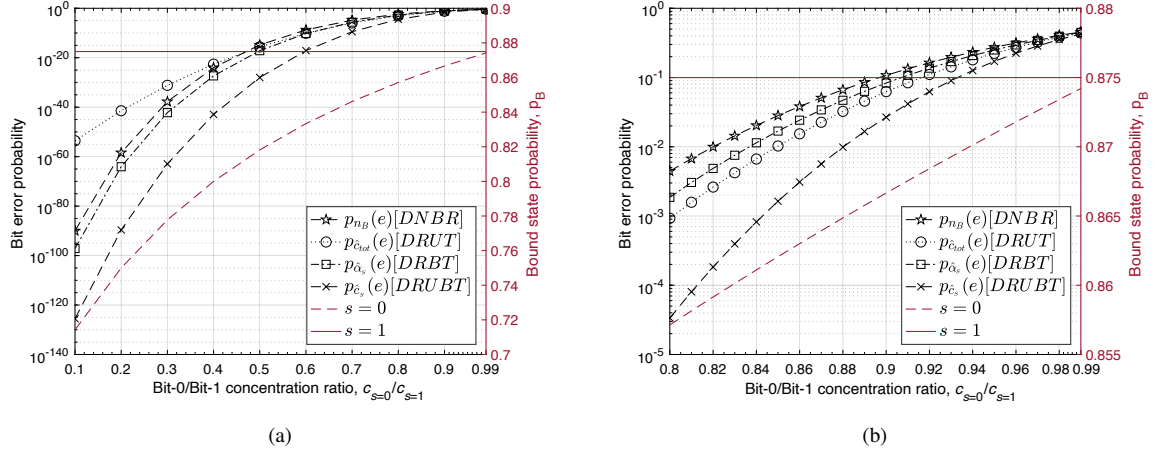 10^0
10^-20
10^-40
10^-60
10^-80
10^-100
10^-120
10^-140
Bit error probability
0.1 0.2 0.3 0.4 0.5 0.6 0.7 0.8 0.9 0.99
Bit-0/Bit-1 concentration ratio, c_{s=0}/c_{s=1}
0.9
0.88
0.86
0.84
0.82
0.8
0.78
0.76
0.74
0.72
0.7
Bound state probability, p_B
p_{n_B}(e)[DNBR]
p_{ĉ_{tot}}(e)[DRUT]
p_{α̂_s}(e)[DRBT]
p_{ĉ_s}(e)[DRUBT]
s = 0
s = 1
(a)
10^0
10^-1
10^-2
10^-3
10^-4
10^-5
Bit error probability
0.8 0.82 0.84 0.86 0.88 0.9 0.92 0.94 0.96 0.98 0.99
Bit-0/Bit-1 concentration ratio, c_{s=0}/c_{s=1}
0.88
0.875
0.87
0.865
0.86
0.855
Bound state probability, p_B
p_{n_B}(e)[DNBR]
p_{ĉ_{tot}}(e)[DRUT]
p_{α̂_s}(e)[DRBT]
p_{ĉ_s}(e)[DRUBT]
s = 0
s = 1
(b)